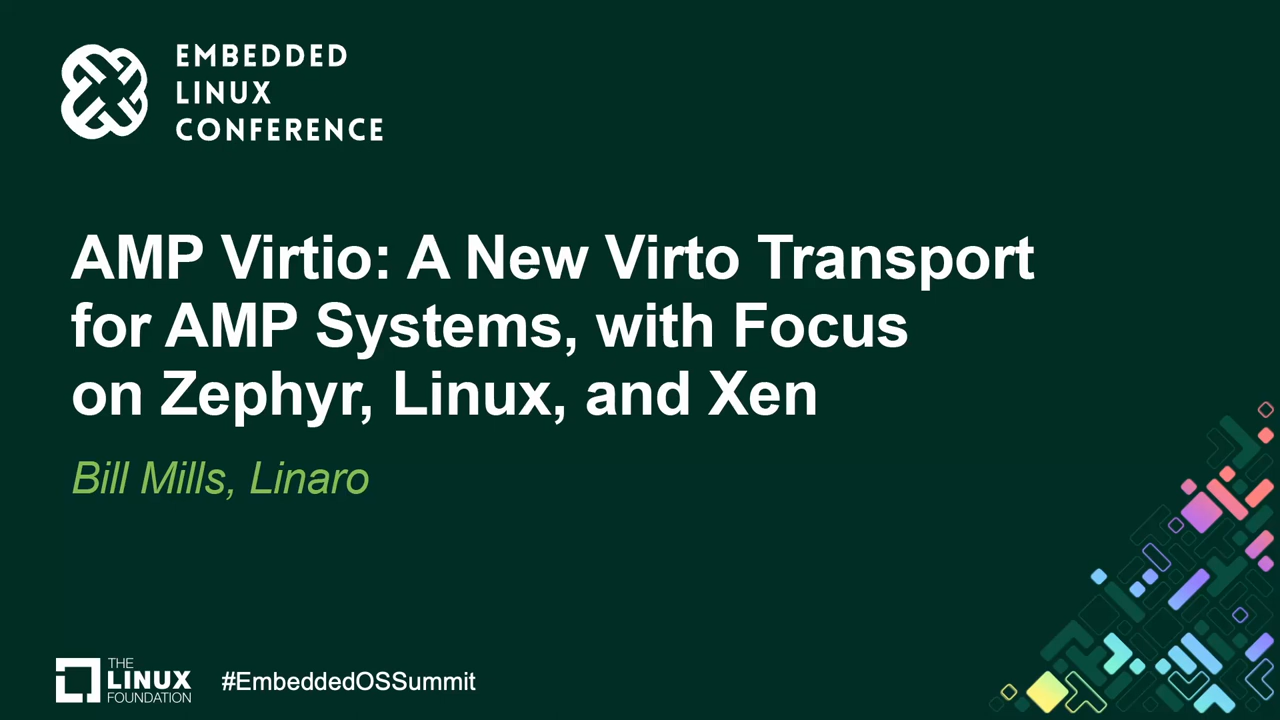 EMBEDDED
LINUX
CONFERENCE
AMP Virtio: A New Virto Transport
for AMP Systems, with Focus
on Zephyr, Linux, and Xen
Bill Mills, Linaro
THE
LINUX
FOUNDATION
#EmbeddedOSSummit